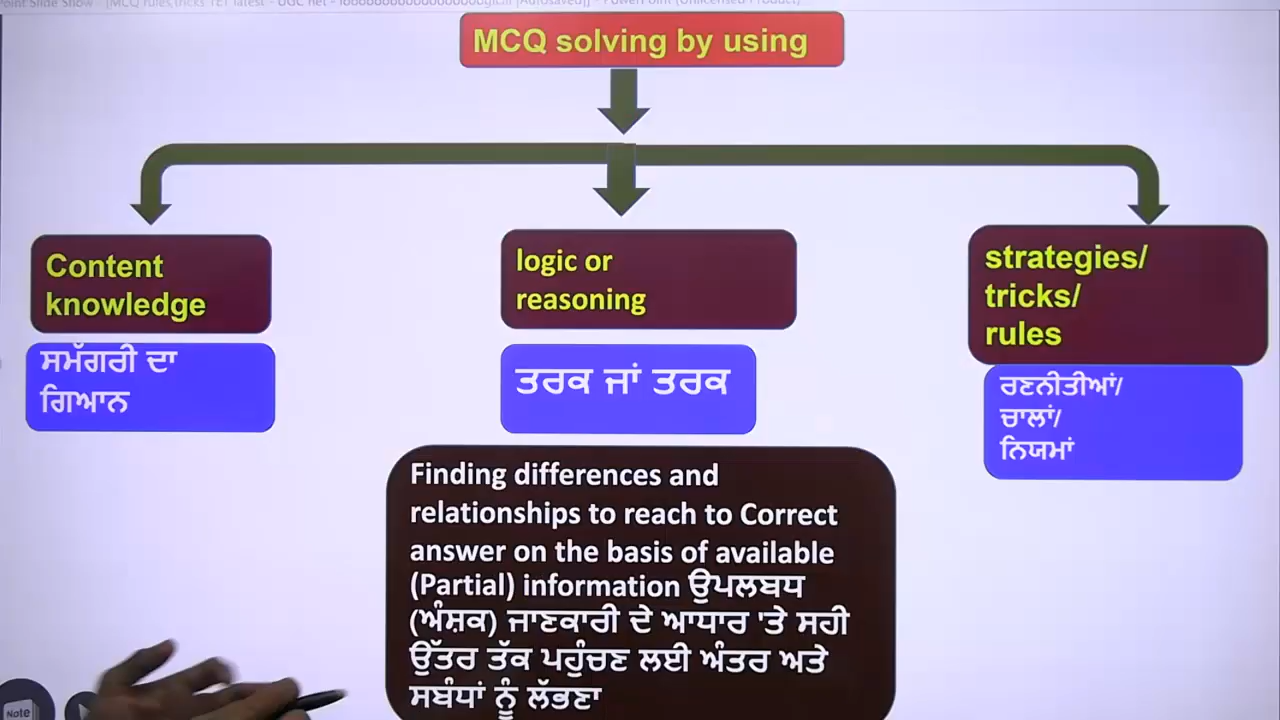 MCQ solving by using
Content
knowledge
ਸਮੱਗਰੀ ਦਾ
ਗਿਆਨ
logic or
reasoning
ਤਰਕ ਜਾਂ ਤਰਕ
strategies/
tricks/
rules
ਰਣਨੀਤੀਆਂ/
ਚਾਲਾਂ/
ਨਿਯਮਾਂ
Finding differences and
relationships to reach to Correct
answer on the basis of available
(Partial) information ਉਪਲਬਧ
(ਅੰਸ਼ਕ) ਜਾਣਕਾਰੀ ਦੇ ਆਧਾਰ 'ਤੇ ਸਹੀ
ਉੱਤਰ ਤੱਕ ਪਹੁੰਚਣ ਲਈ ਅੰਤਰ ਅਤੇ
ਸਬੰਧਾਂ ਨੂੰ ਲੱਭਣਾ
Note